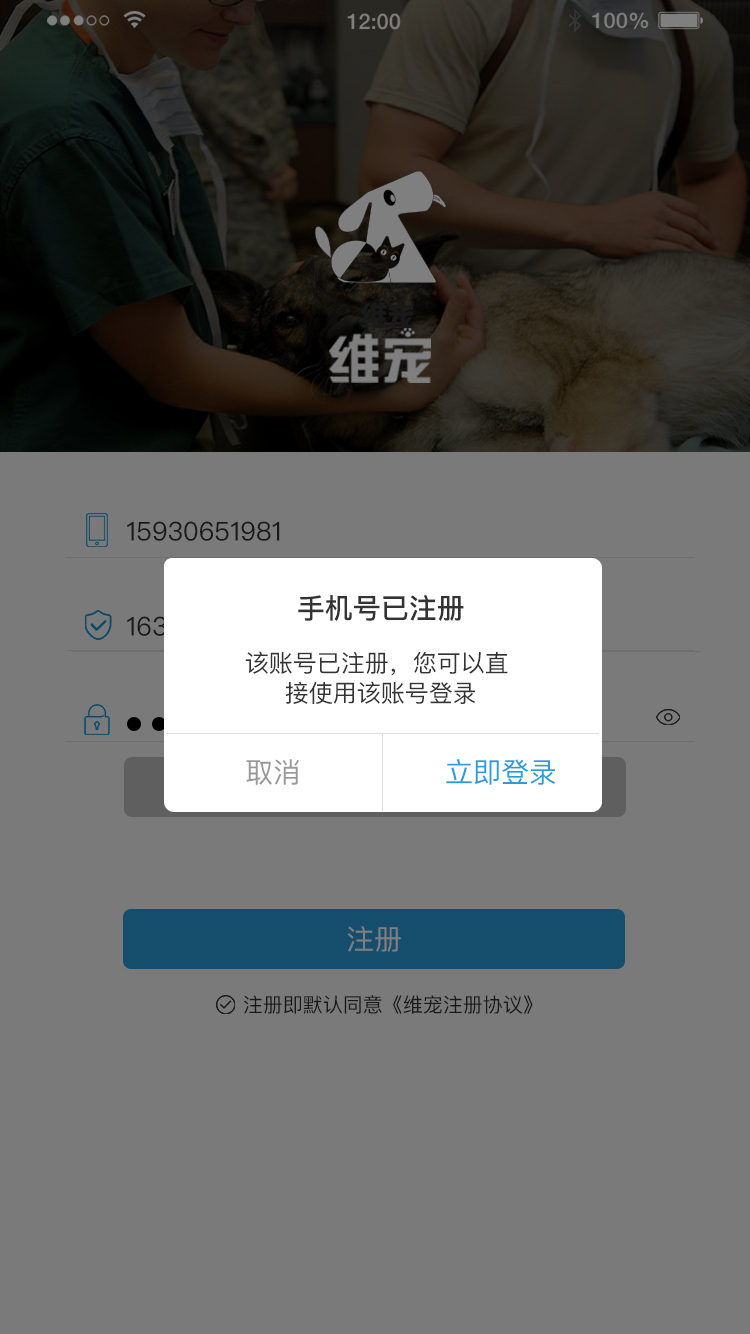 12:00
100%
维宠
15930651981
163
手机号已注册
该账号已注册，您可以直
接使用该账号登录
取消
立即登录
注册
注册即默认同意《维宠注册协议》